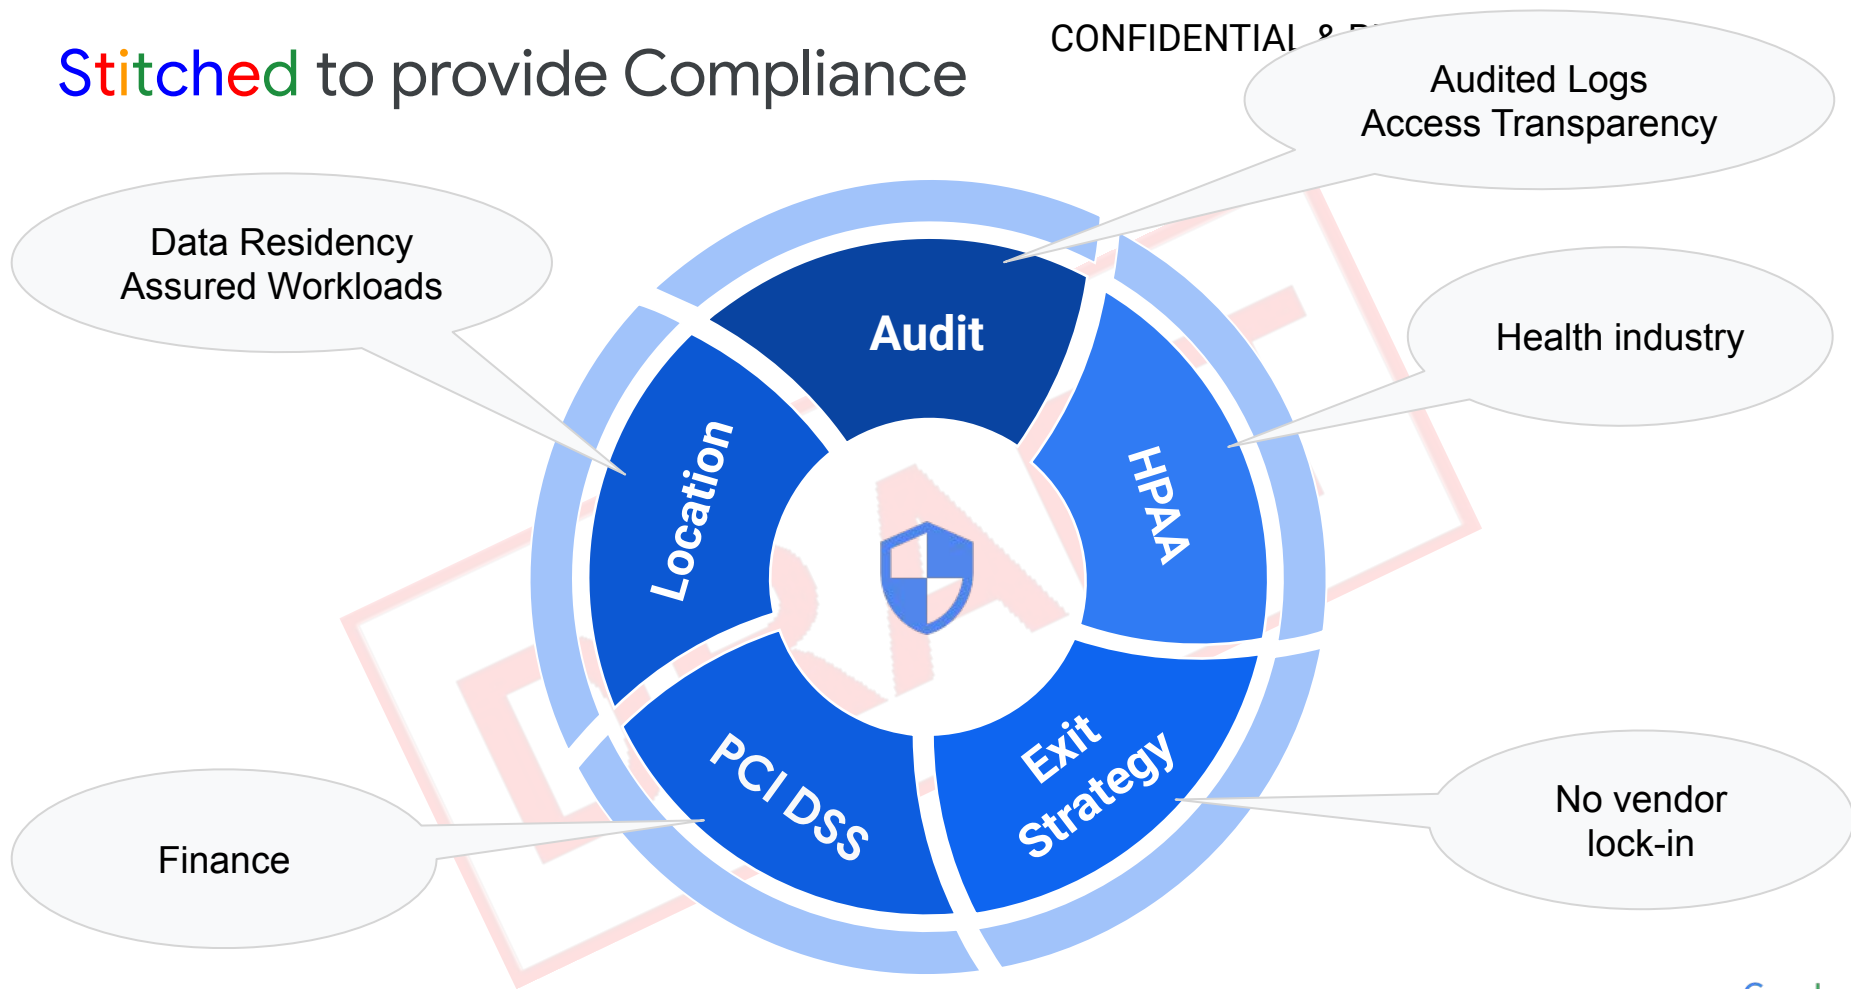 CONFIDENTIAL &
Stitched to provide Compliance
Audited Logs
Access Transparency
Data Residency
Assured Workloads
Audit
Health industry
Location
HPAA
PCI DSS
Exit
Strategy
No vendor
lock-in
Finance
DRAFT